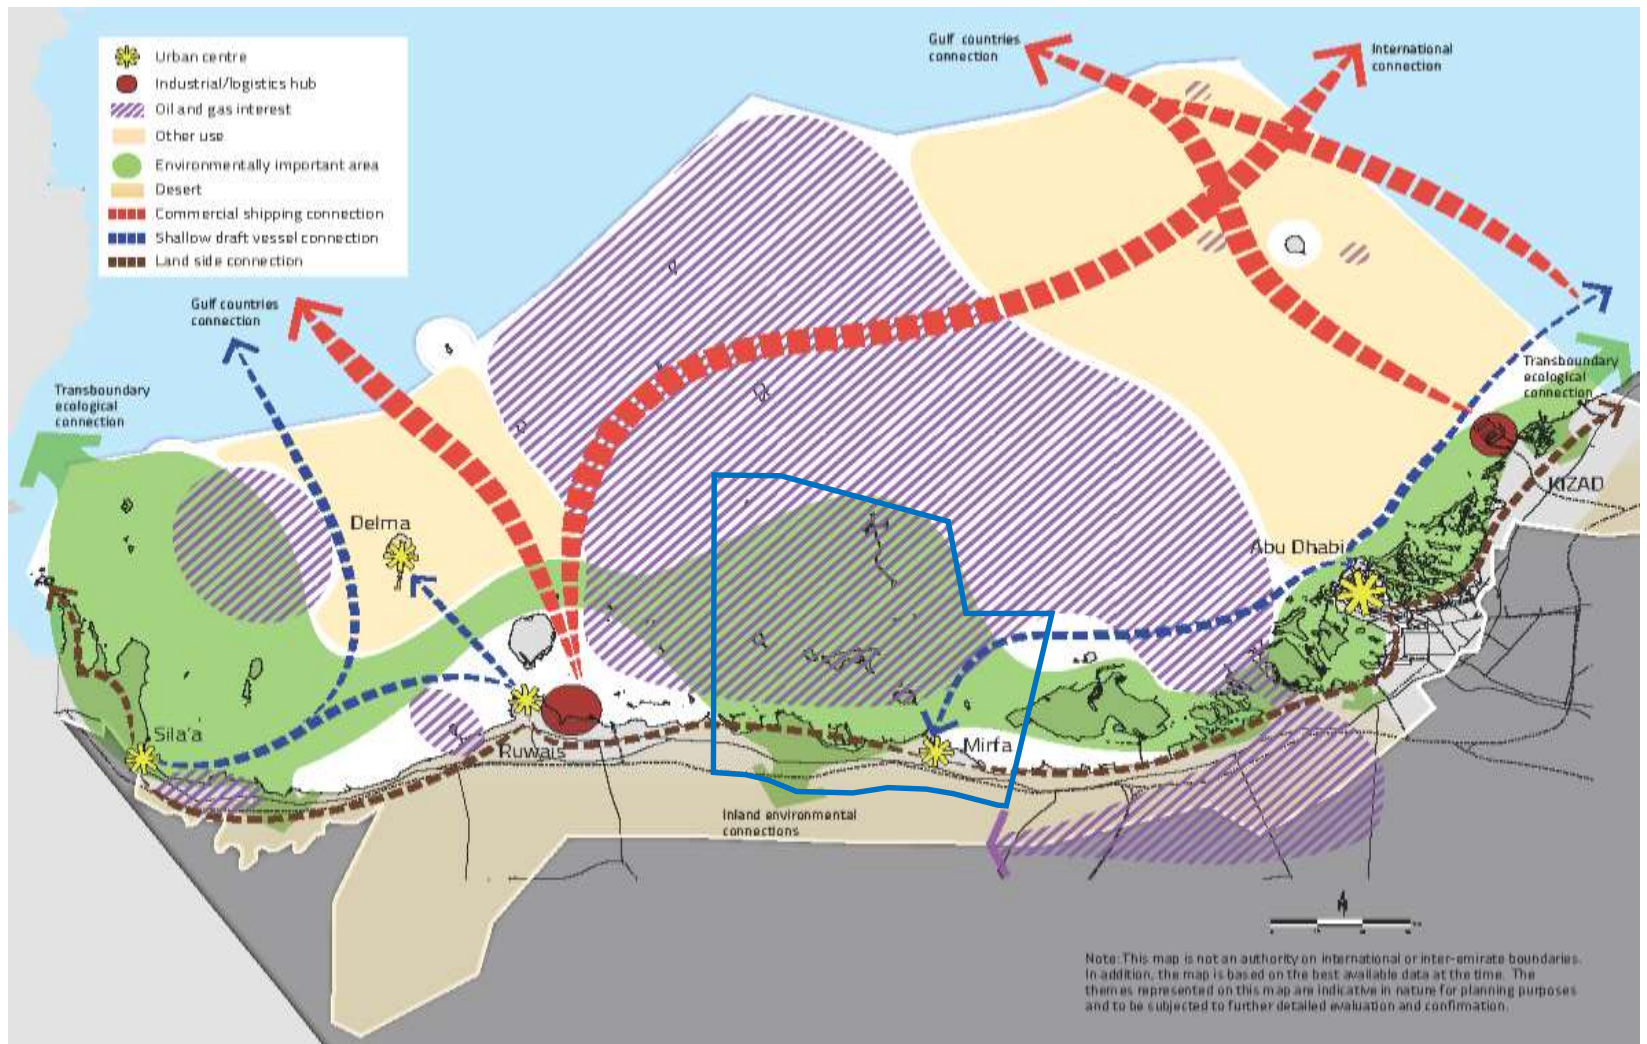 Urban centre
Industrial/logistics hub
Oil and gas interest
Other use
Environmentally important area
Desert
Commercial shipping connection
Shallow draft vessel connection
Land side connection
Gulf countries
connection
International
connection
Gulf countries
connection
Transboundary
ecological
connection
Transboundary
ecological
connection
KIZAD
Delma
Abu Dhabi
Sila'a
Ruwais
Mirfa
Inland environmental
connections
N
Note: This map is not an authority on international or inter-emirate boundaries.
In addition, the map is based on the best available data at the time. The
themes represented on this map are indicative in nature for planning purposes
and to be subjected to further detailed evaluation and confirmation.